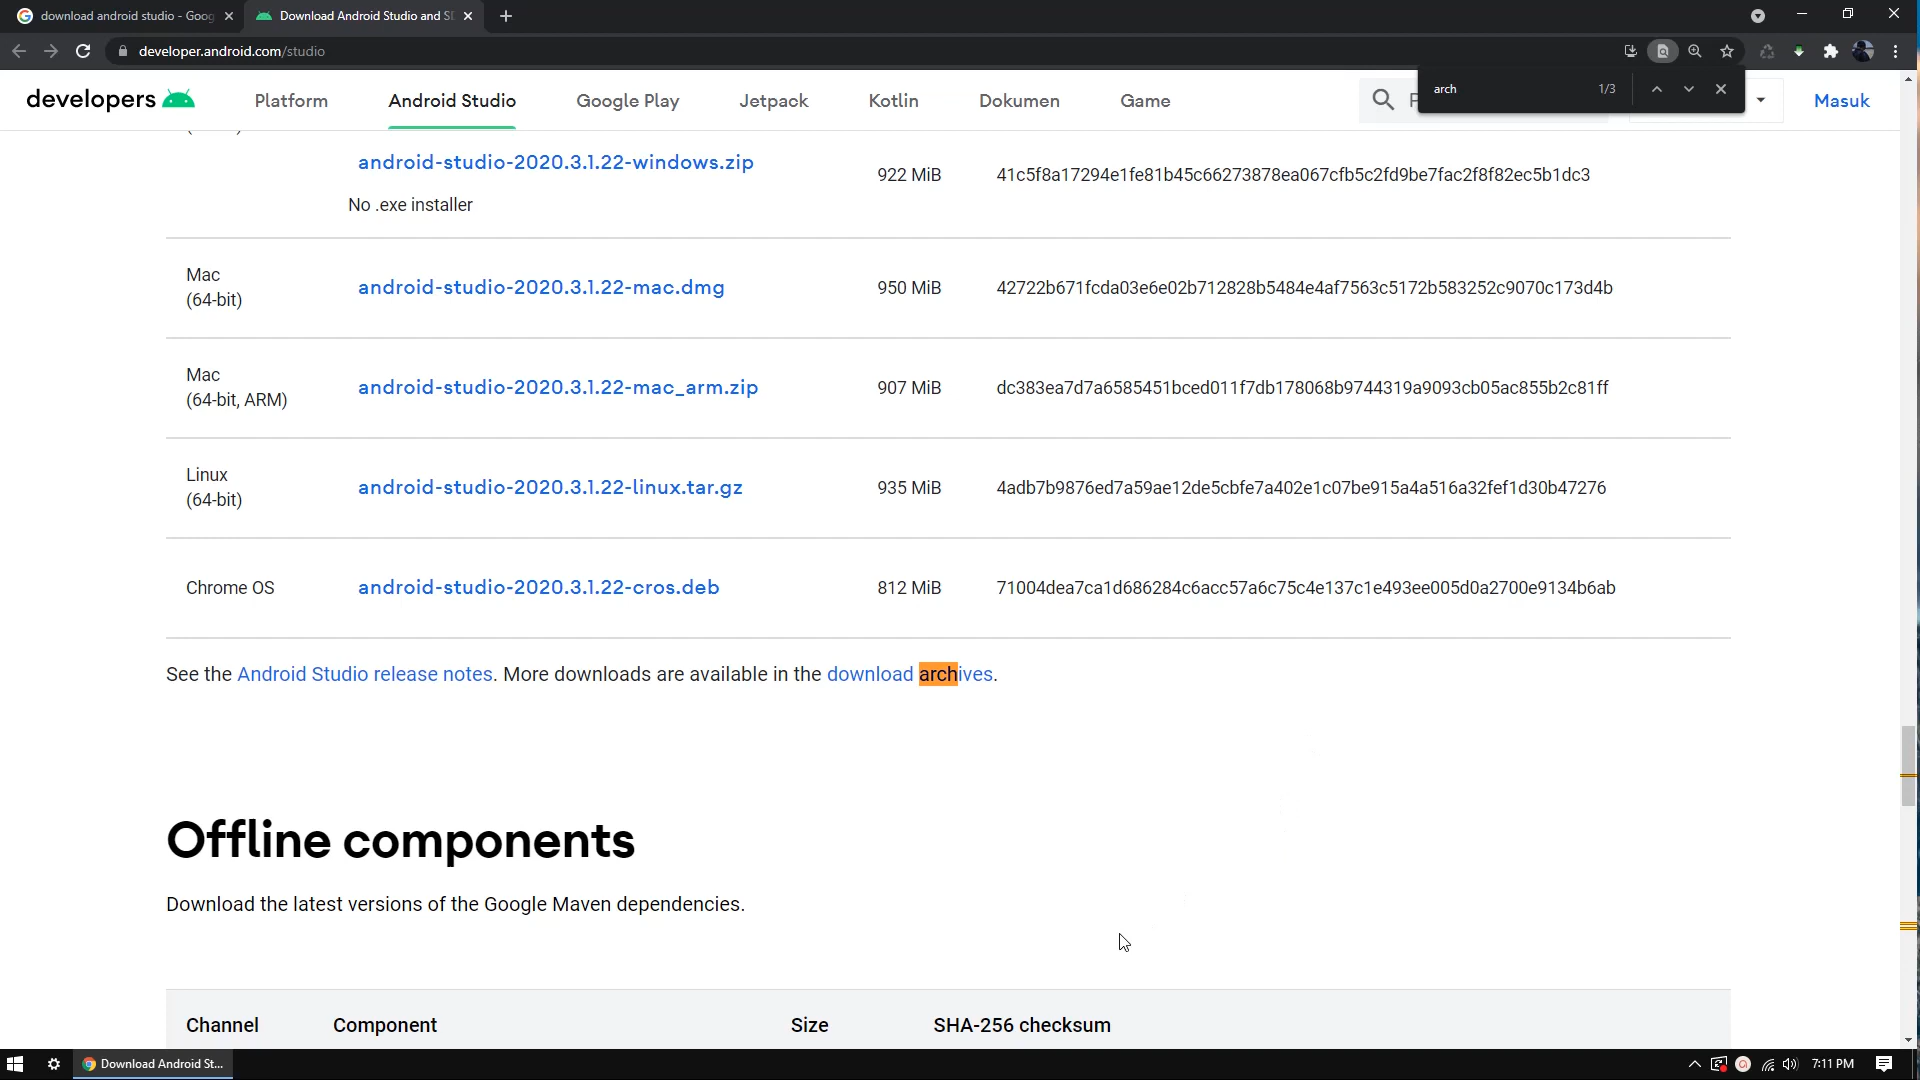 download android studio - Goog
Download Android Studio and SD
developer.android.com/studio
arch
1/3
developers
Platform
Android Studio
Google Play
Jetpack
Kotlin
Dokumen
Game
Masuk
android-studio-2020.3.1.22-windows.zip
922 MiB
41c5f8a17294e1fe81b45c66273878ea067cfb5c2fd9be7fac2f8f82ec5b1dc3
No .exe installer
Mac
(64-bit)
android-studio-2020.3.1.22-mac.dmg
950 MiB
42722b671fcda03e6e02b712828b5484e4af7563c5172b583252c9070c173d4b
Mac
(64-bit, ARM)
android-studio-2020.3.1.22-mac_arm.zip
907 MiB
dc383ea7d7a6585451bced011f7db178068b9744319a9093cb05ac855b2c81ff
Linux
(64-bit)
android-studio-2020.3.1.22-linux.tar.gz
935 MiB
4adb7b9876ed7a59ae12de5cbfe7a402e1c07be915a4a516a32fef1d30b47276
Chrome OS
android-studio-2020.3.1.22-cros.deb
812 MiB
71004dea7ca1d686284c6acc57a6c75c4e137c1e493ee005d0a2700e9134b6ab
See the Android Studio release notes. More downloads are available in the download archives.
Offline components
Download the latest versions of the Google Maven dependencies.
Channel
Component
Size
SHA-256 checksum
Download Android St...
7:11 PM